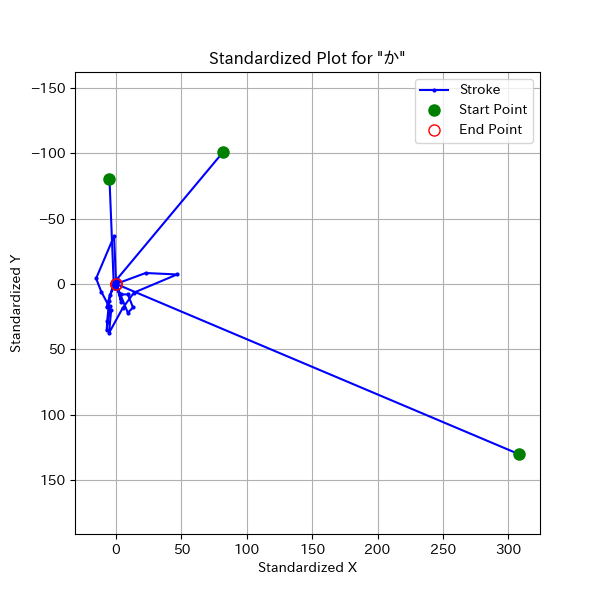 Standardized Plot for "か"
Stroke
Start Point
End Point
−150
−100
−50
0
50
100
150
Standardized Y
0 50 100 150 200 250 300
Standardized X